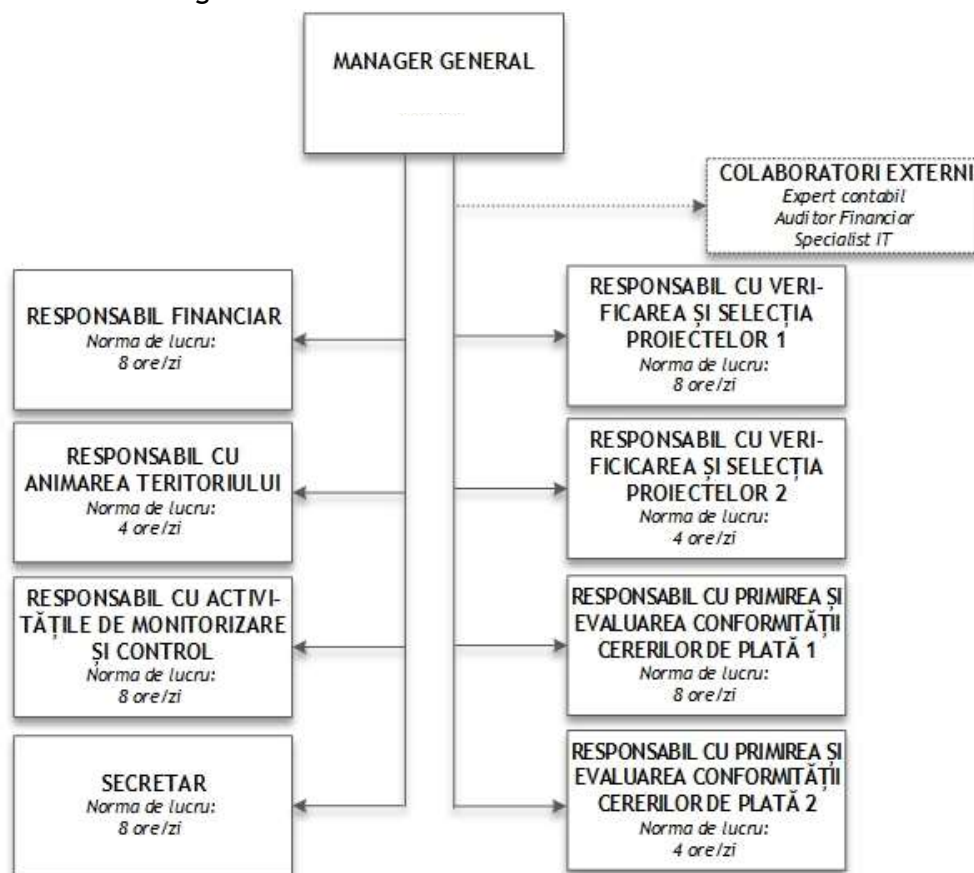 MANAGER GENERAL
COLABORATORI EXTERNI
Expert contabil
Auditor Financiar
Specialist IT
RESPONSABIL FINANCIAR
Norma de lucru:
8 ore/zi
RESPONSABIL CU VERI-
FICAREA ȘI SELECȚIA
PROIECTELOR 1
Norma de lucru:
8 ore/zi
RESPONSABIL CU
ANIMAREA TERITORIULUI
Norma de lucru:
4 ore/zi
RESPONSABIL CU VERI-
FICICAREA ȘI SELECȚIA
PROIECTELOR 2
Norma de lucru:
4 ore/zi
RESPONSABIL CU ACTIVI-
TĂȚILE DE MONITORIZARE
ȘI CONTROL
Norma de lucru:
8 ore/zi
RESPONSABIL CU PRIMIREA ȘI
EVALUAREA CONFORMITĂȚII
CERERILOR DE PLATĂ 1
Norma de lucru:
8 ore/zi
SECRETAR
Norma de lucru:
8 ore/zi
RESPONSABIL CU PRIMIREA ȘI
EVALUAREA CONFORMITĂȚII
CERERILOR DE PLATĂ 2
Norma de lucru:
4 ore/zi